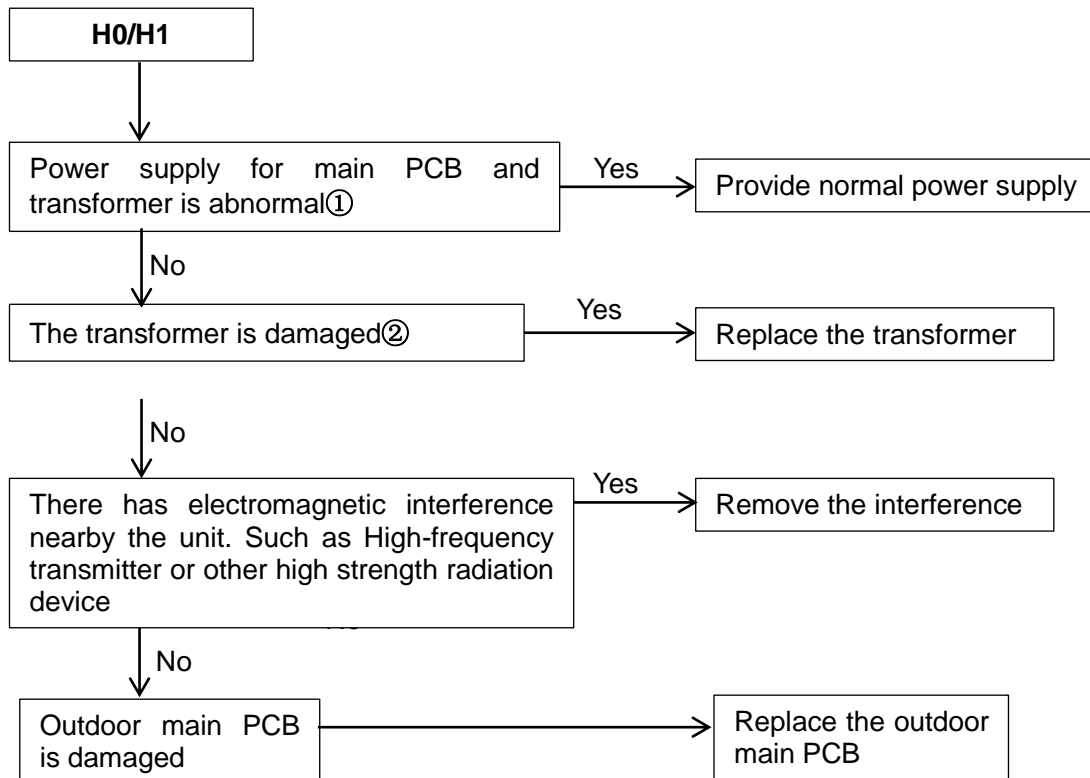 H0/H1
Power supply for main PCB and
transformer is abnormal①
Yes
Provide normal power supply
No
The transformer is damaged②
Yes
Replace the transformer
No
There has electromagnetic interference
nearby the unit. Such as High-frequency
transmitter or other high strength radiation
device
Yes
Remove the interference
No
Outdoor main PCB
is damaged
Replace the outdoor
main PCB